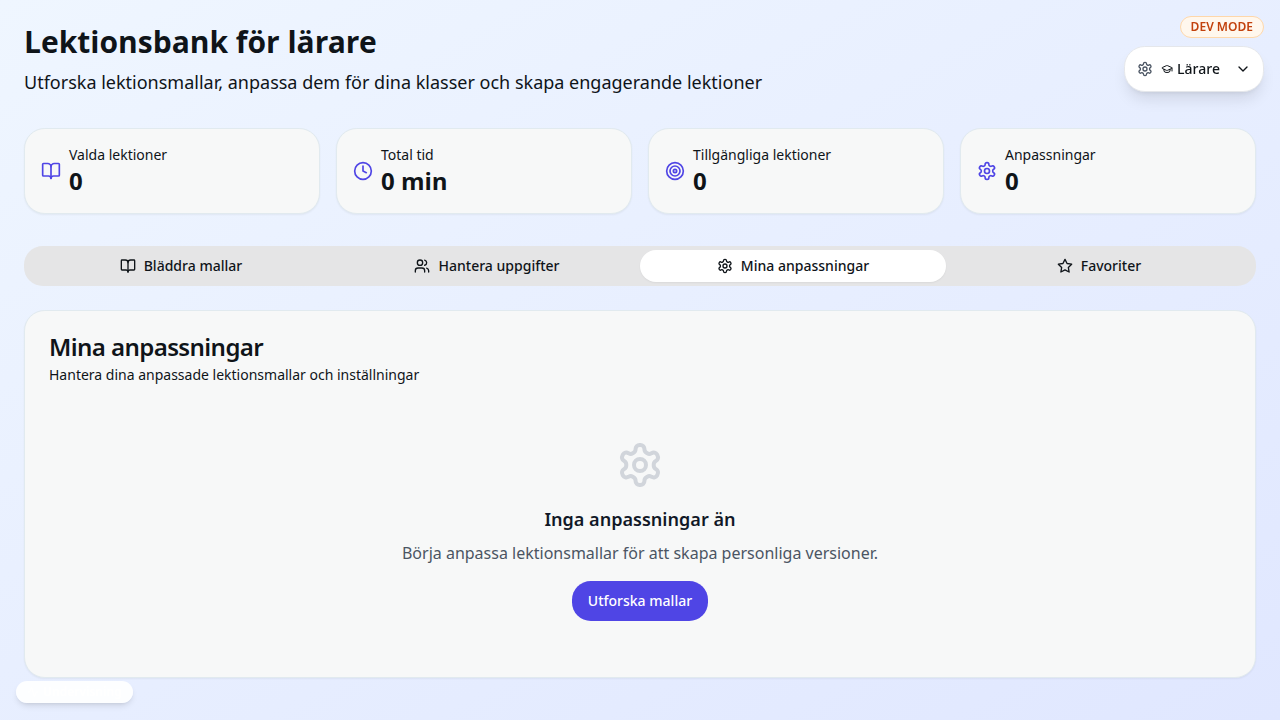 Lektionsbank för lärare
Utforska lektionsmallar, anpassa dem för dina klasser och skapa engagerande lektioner
DEV MODE
Lärare
Valda lektioner
0
Total tid
0 min
Tillgängliga lektioner
0
Anpassningar
0
Bläddra mallar
Hantera uppgifter
Mina anpassningar
Favoriter
Mina anpassningar
Hantera dina anpassade lektionsmallar och inställningar
Inga anpassningar än
Börja anpassa lektionsmallar för att skapa personliga versioner.
Utforska mallar